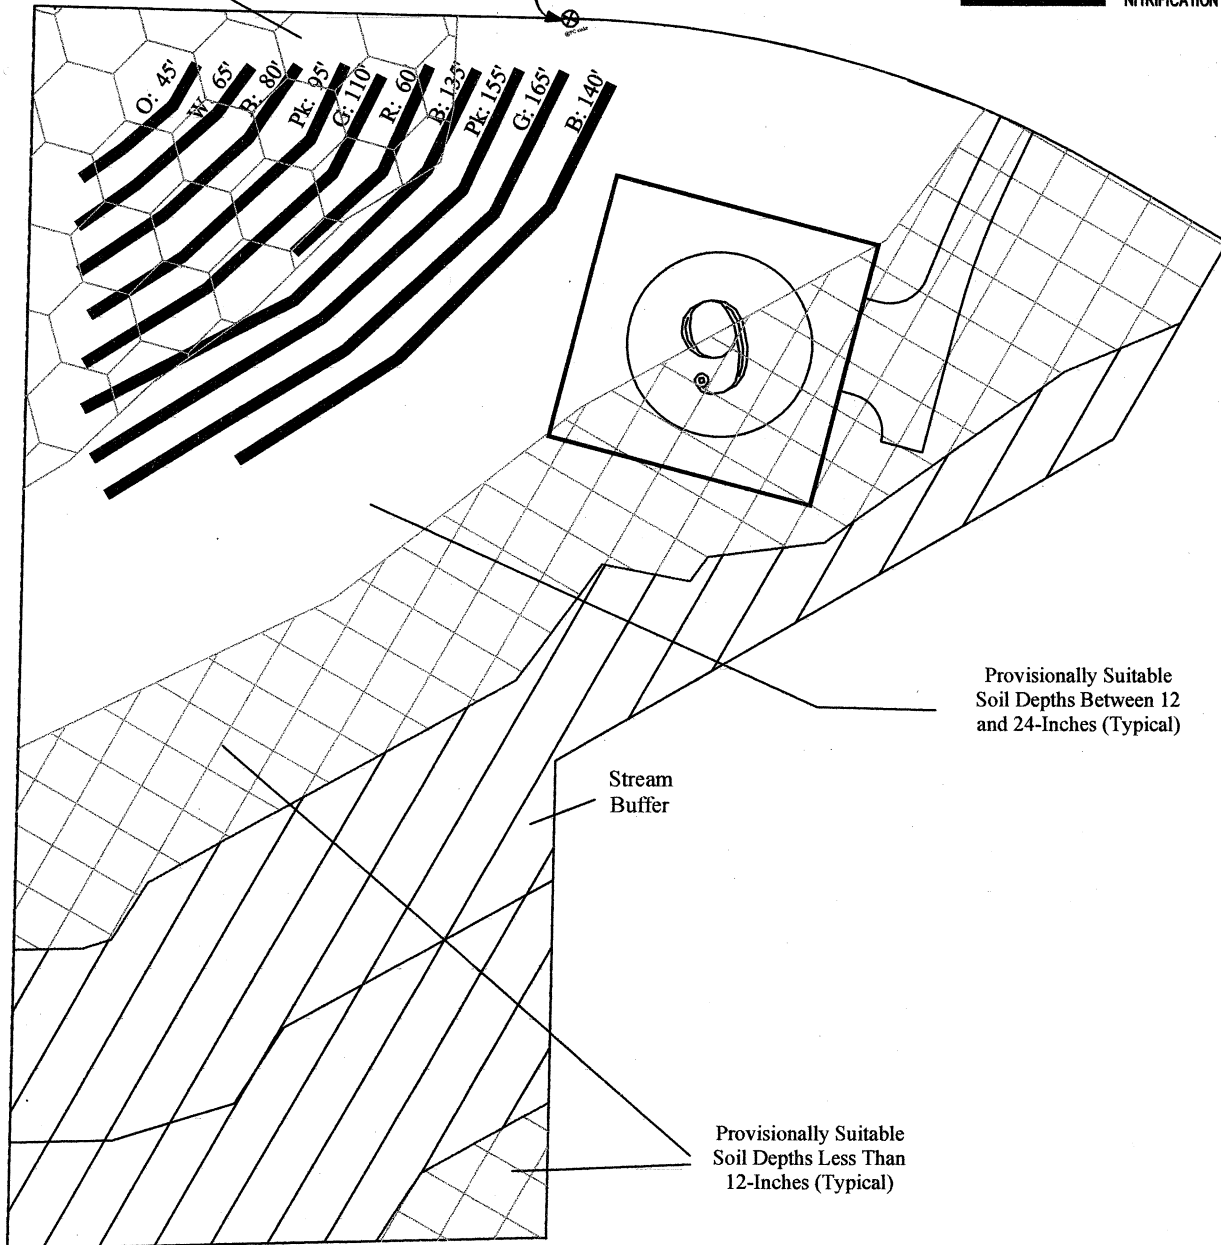 NITRIFICATION
O: 45'
W: 65'
B: 80'
Pk: 95'
G: 110'
R: 60'
B: 135'
Pk: 155'
G: 165'
B: 140'
9
Provisionally Suitable
Soil Depths Between 12
and 24-Inches (Typical)
Stream
Buffer
Provisionally Suitable
Soil Depths Less Than
12-Inches (Typical)